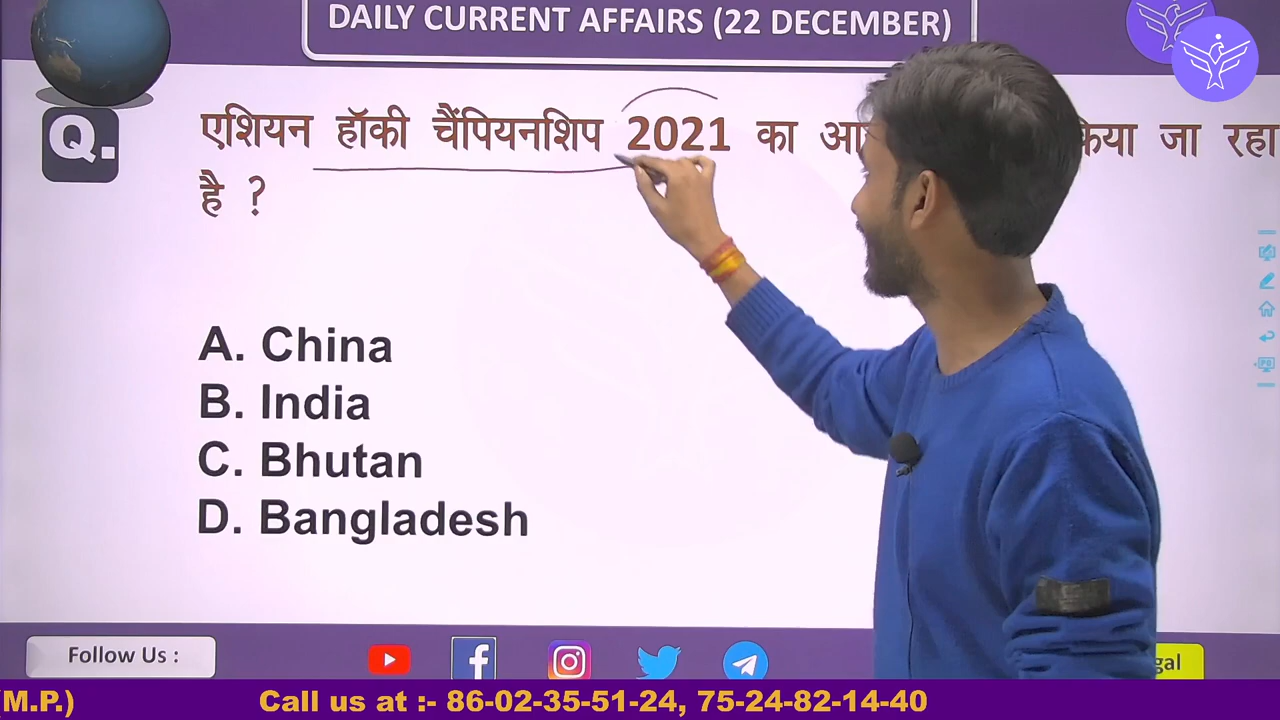 DAILY CURRENT AFFAIRS (22 DECEMBER)
Q.
एशियन हॉकी चैंपियनशिप 2021 का किया जा रहा
है ?
A. China
B. India
C. Bhutan
D. Bangladesh
Follow Us :
(M.P.) Call us at :- 86-02-35-51-24, 75-24-82-14-40